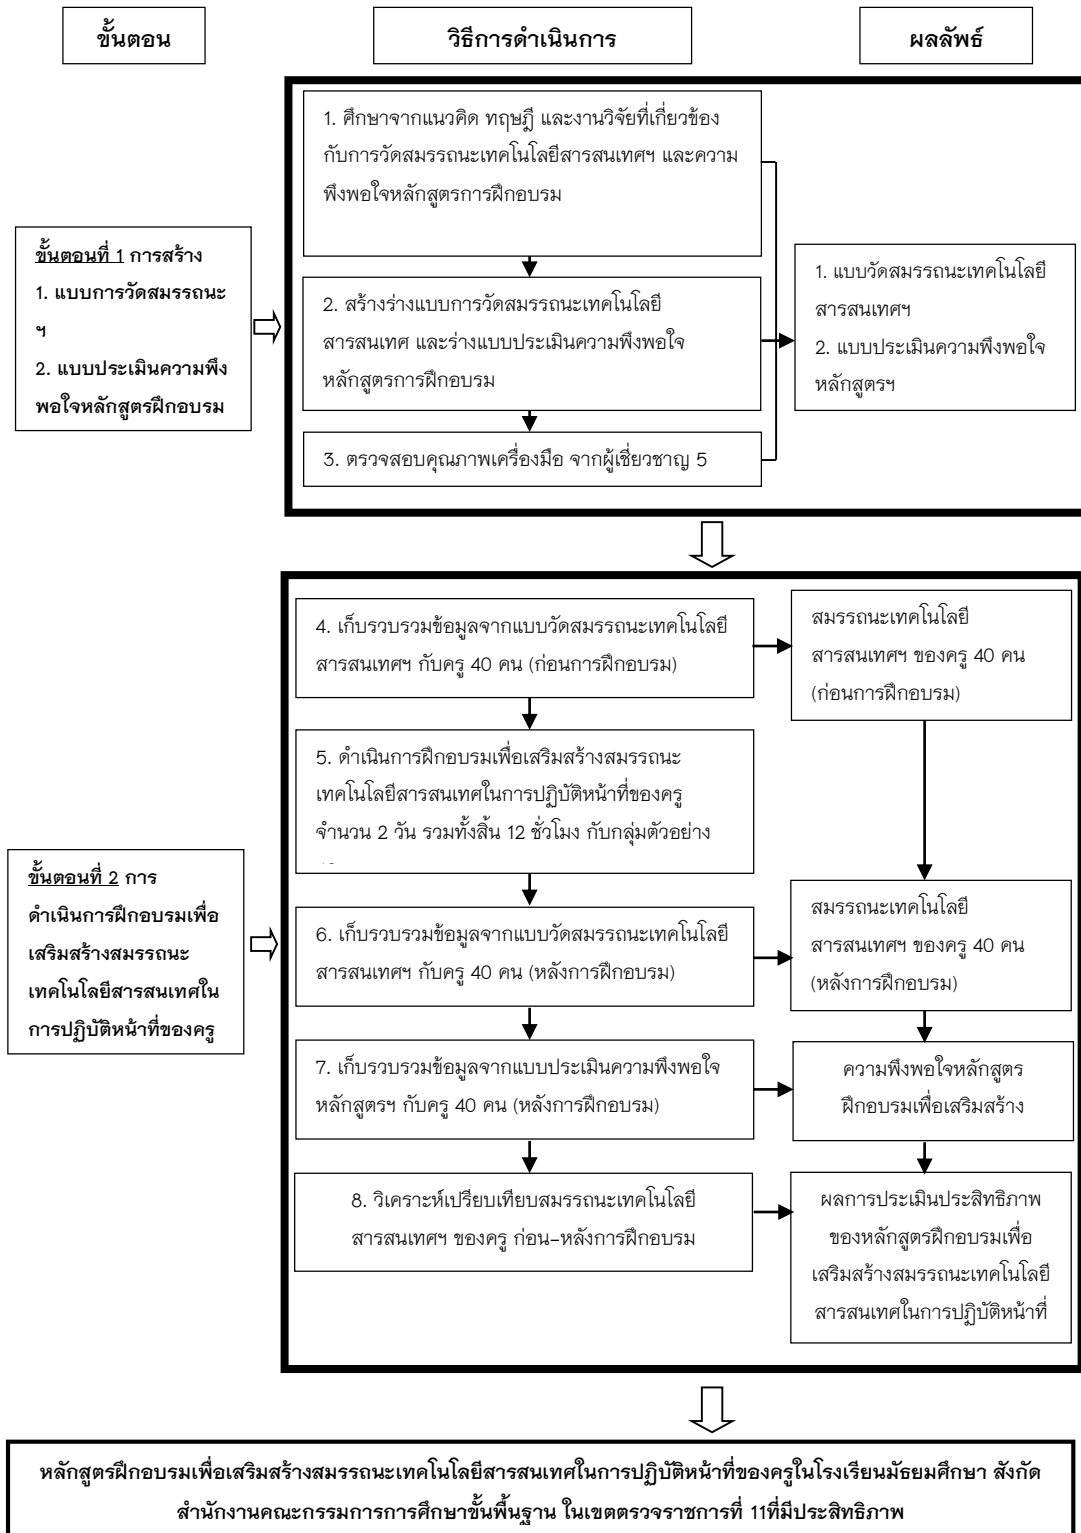 ขั้นตอน
วิธีการดำเนินการ
ผลลัพธ์
ขั้นตอนที่ 1 การสร้าง
1. แบบการวัดสมรรถนะ
ฯ
2. แบบประเมินความพึง
พอใจหลักสูตรฝึกอบรม
1. ศึกษาจากแนวคิด ทฤษฎี และงานวิจัยที่เกี่ยวข้อง
กับการวัดสมรรถนะเทคโนโลยีสารสนเทศฯ และความ
พึงพอใจหลักสูตรการฝึกอบรม
2. สร้างร่างแบบการวัดสมรรถนะเทคโนโลยี
สารสนเทศ และร่างแบบประเมินความพึงพอใจ
หลักสูตรการฝึกอบรม
3. ตรวจสอบคุณภาพเครื่องมือ จากผู้เชี่ยวชาญ 5
1. แบบวัดสมรรถนะเทคโนโลยี
สารสนเทศฯ
2. แบบประเมินความพึงพอใจ
หลักสูตรฯ
ขั้นตอนที่ 2 การ
ดำเนินการฝึกอบรมเพื่อ
เสริมสร้างสมรรถนะ
เทคโนโลยีสารสนเทศใน
การปฏิบัติหน้าที่ของครู
4. เก็บรวบรวมข้อมูลจากแบบวัดสมรรถนะเทคโนโลยี
สารสนเทศฯ กับครู 40 คน (ก่อนการฝึกอบรม)
สมรรถนะเทคโนโลยี
สารสนเทศฯ ของครู 40 คน
(ก่อนการฝึกอบรม)
5. ดำเนินการฝึกอบรมเพื่อเสริมสร้างสมรรถนะ
เทคโนโลยีสารสนเทศในการปฏิบัติหน้าที่ของครู
จำนวน 2 วัน รวมทั้งสิ้น 12 ชั่วโมง กับกลุ่มตัวอย่าง
6. เก็บรวบรวมข้อมูลจากแบบวัดสมรรถนะเทคโนโลยี
สารสนเทศฯ กับครู 40 คน (หลังการฝึกอบรม)
สมรรถนะเทคโนโลยี
สารสนเทศฯ ของครู 40 คน
(หลังการฝึกอบรม)
7. เก็บรวบรวมข้อมูลจากแบบประเมินความพึงพอใจ
หลักสูตรฯ กับครู 40 คน (หลังการฝึกอบรม)
ความพึงพอใจหลักสูตร
ฝึกอบรมเพื่อเสริมสร้าง
8. วิเคราะห์เปรียบเทียบสมรรถนะเทคโนโลยี
สารสนเทศฯ ของครู ก่อน-หลังการฝึกอบรม
ผลการประเมินประสิทธิภาพ
ของหลักสูตรฝึกอบรมเพื่อ
เสริมสร้างสมรรถนะเทคโนโลยี
สารสนเทศในการปฏิบัติหน้าที่
หลักสูตรฝึกอบรมเพื่อเสริมสร้างสมรรถนะเทคโนโลยีสารสนเทศในการปฏิบัติหน้าที่ของครูในโรงเรียนมัธยมศึกษา สังกัด
สำนักงานคณะกรรมการการศึกษาขั้นพื้นฐาน ในเขตตรวจราชการที่ 11ที่มีประสิทธิภาพ